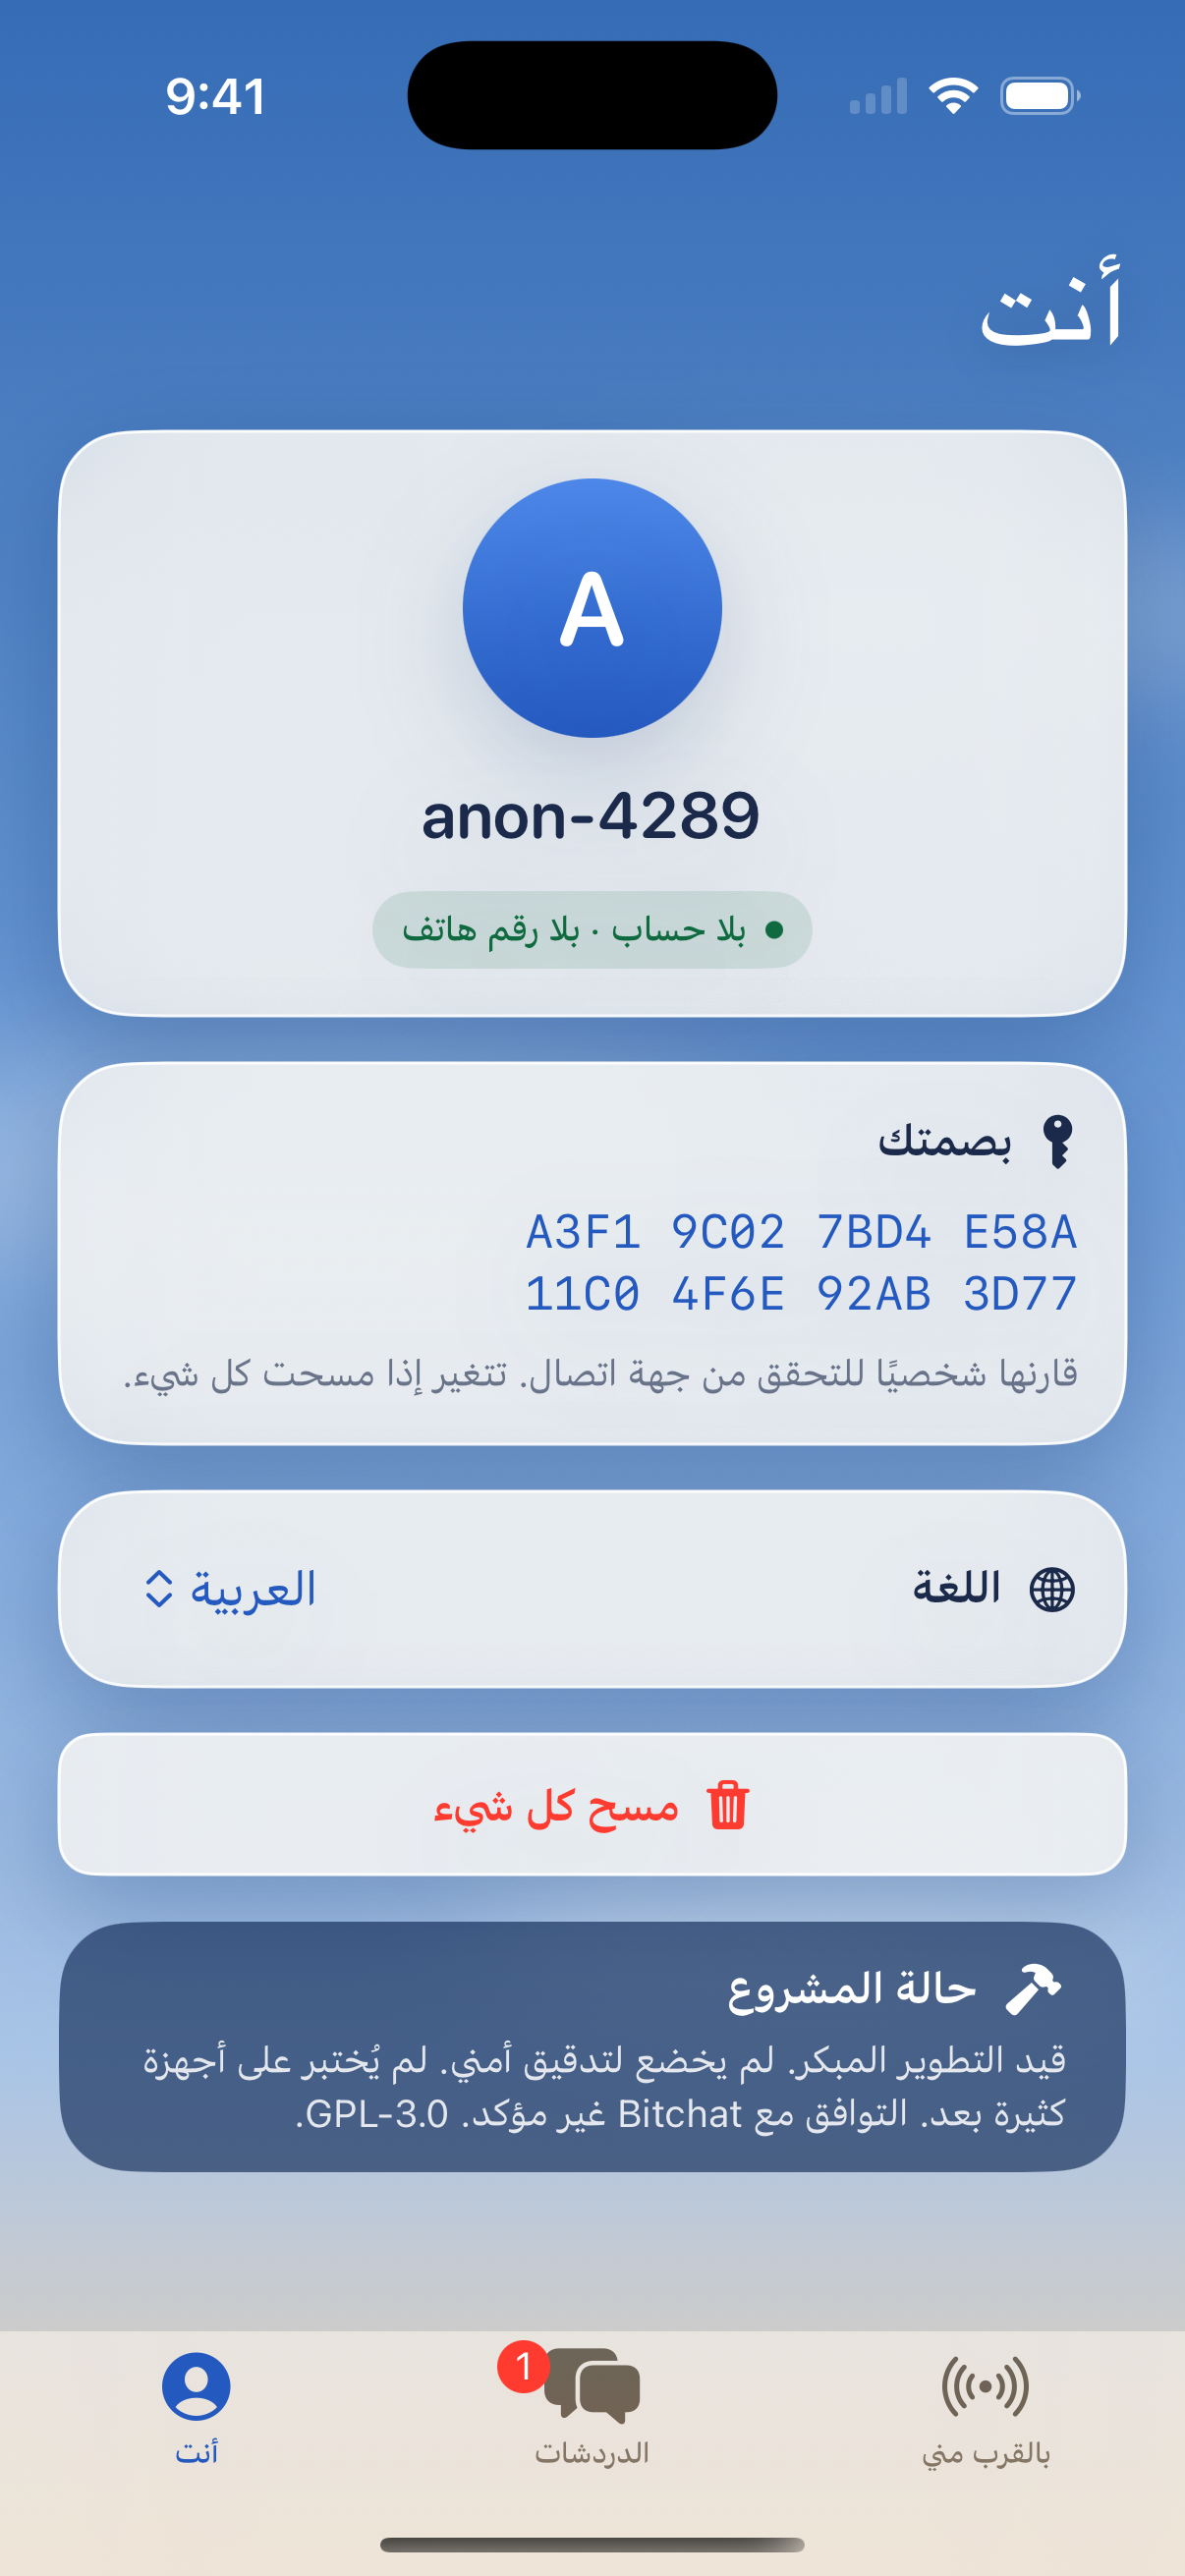 9:41
أنت
A
anon-4289
بلا حساب · بلا رقم هاتف
بصمتك
A3F1 9C02 7BD4 E58A
11C0 4F6E 92AB 3D77
قارنها شخصيًا للتحقق من جهة اتصال. تتغير إذا مسحت كل شيء.
اللغة
العربية
مسح كل شيء
حالة المشروع
قيد التطوير المبكر. لم يخضع لتدقيق أمني. لم يُختبر على أجهزة
كثيرة بعد. التوافق مع Bitchat غير مؤكد. GPL-3.0.
بالقرب مني
1
الدردشات
أنت